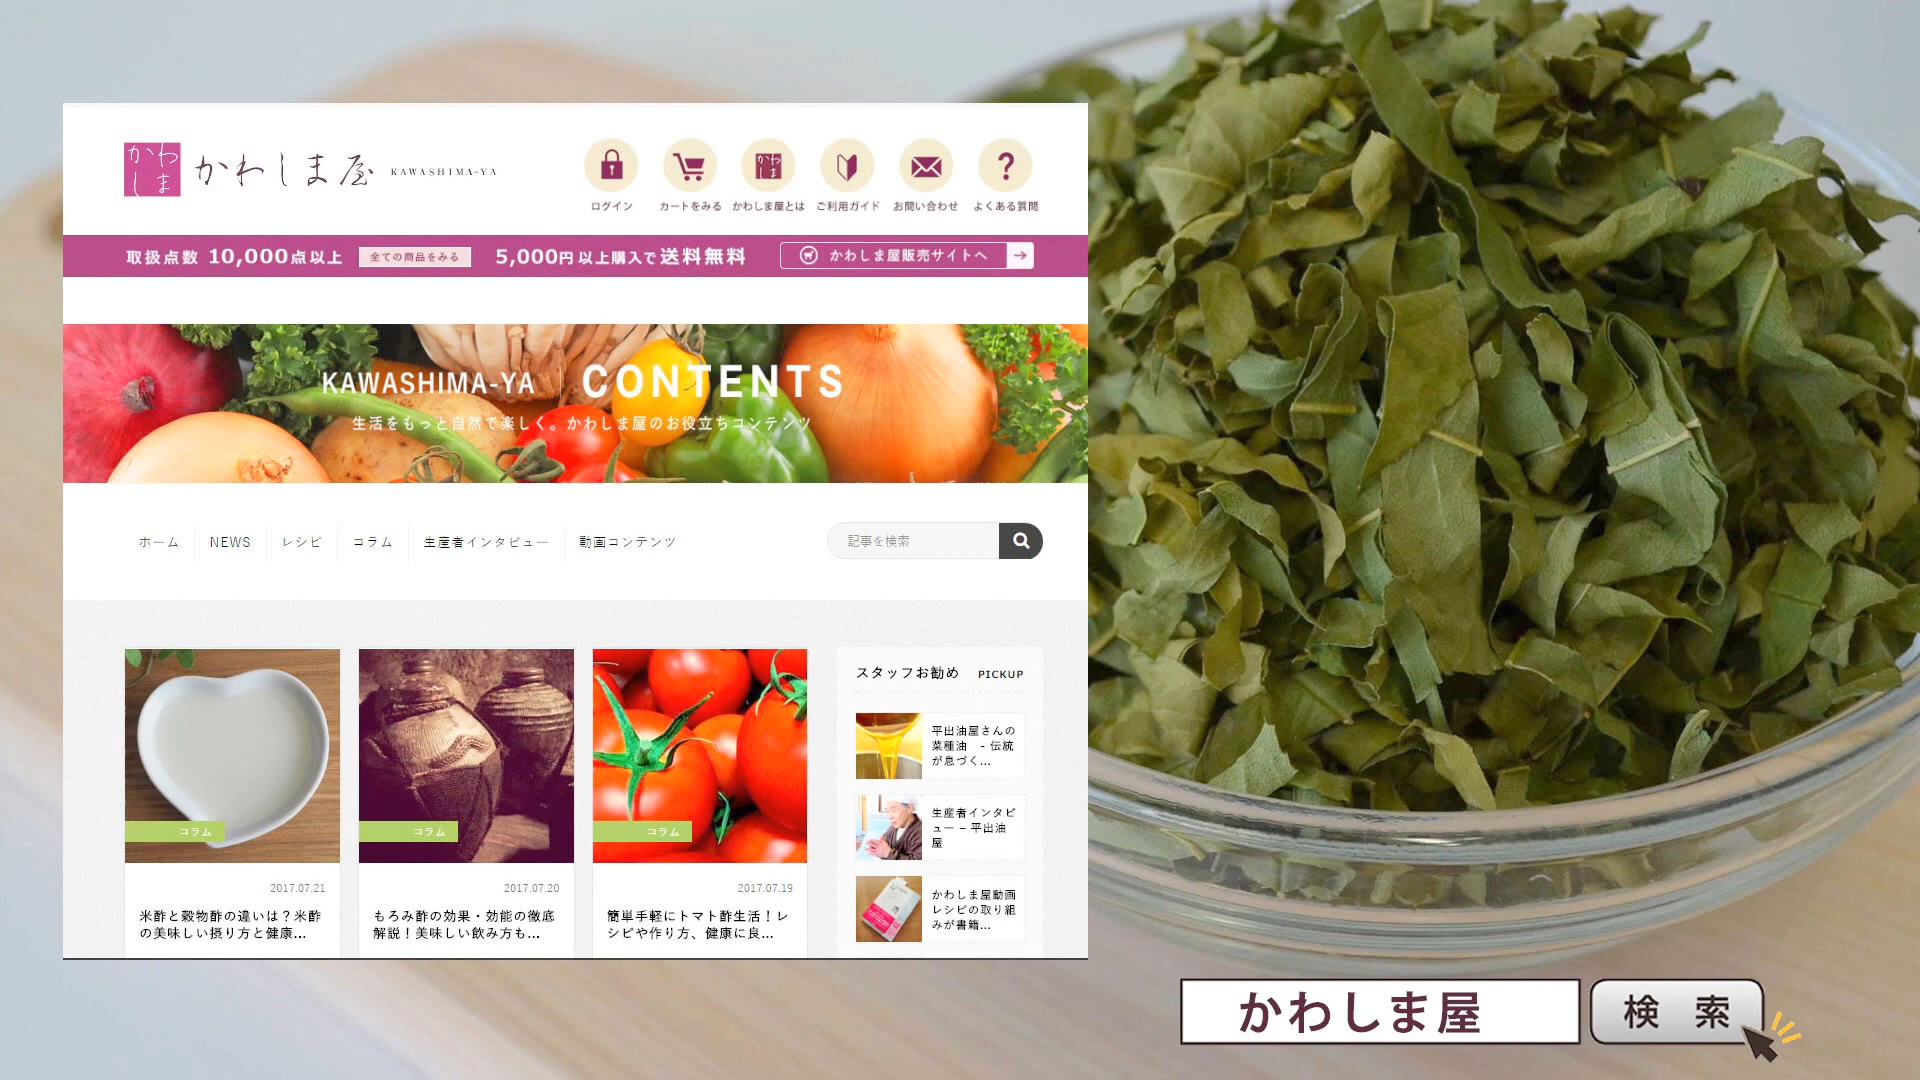 かわしま
かわしま屋 KAWASHIMA-YA
かわしま
ログイン カートをみる かわしま屋とは ご利用ガイド お問い合わせ よくある質問
取扱点数 10,000点以上 全ての商品をみる 5,000円以上購入で送料無料 かわしま屋販売サイトへ
KAWASHIMA-YA CONTENTS
生活をもっと自然で楽しく。かわしま屋のお役立ちコンテンツ
ホーム NEWS レシピ コラム 生産者インタビュー 動画コンテンツ 記事を検索
コラム
2017.07.21
米酢と穀物酢の違いは？米酢
の美味しい摂り方と健康...
コラム
2017.07.20
もろみ酢の効果・効能の徹底
解説！美味しい飲み方も...
コラム
2017.07.19
簡単手軽にトマト酢生活！レ
シピや作り方、健康に良...
スタッフお勧め PICKUP
平出油屋さんの
菜種油 - 伝統
が息づく...
生産者インタビ
ュー – 平出油
屋
かわしま屋動画
レシピの取り組
みが書籍...
かわしま屋 検索